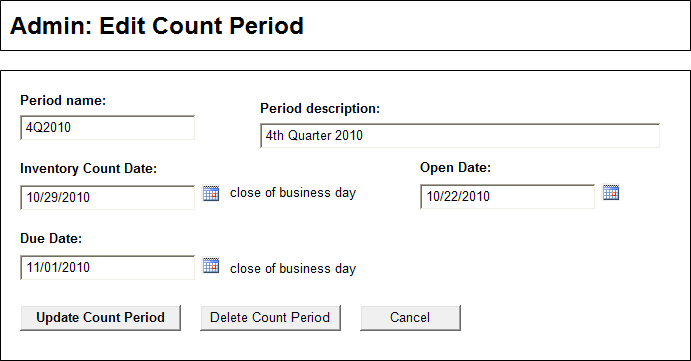 Admin: Edit Count Period
Period name:
Period description:
4Q2010
4th Quarter 2010
Inventory Count Date:
Open Date:
10/29/2010
close of business day
10/22/2010
Due Date:
11/01/2010
close of business day
Update Count Period
Delete Count Period
Cancel